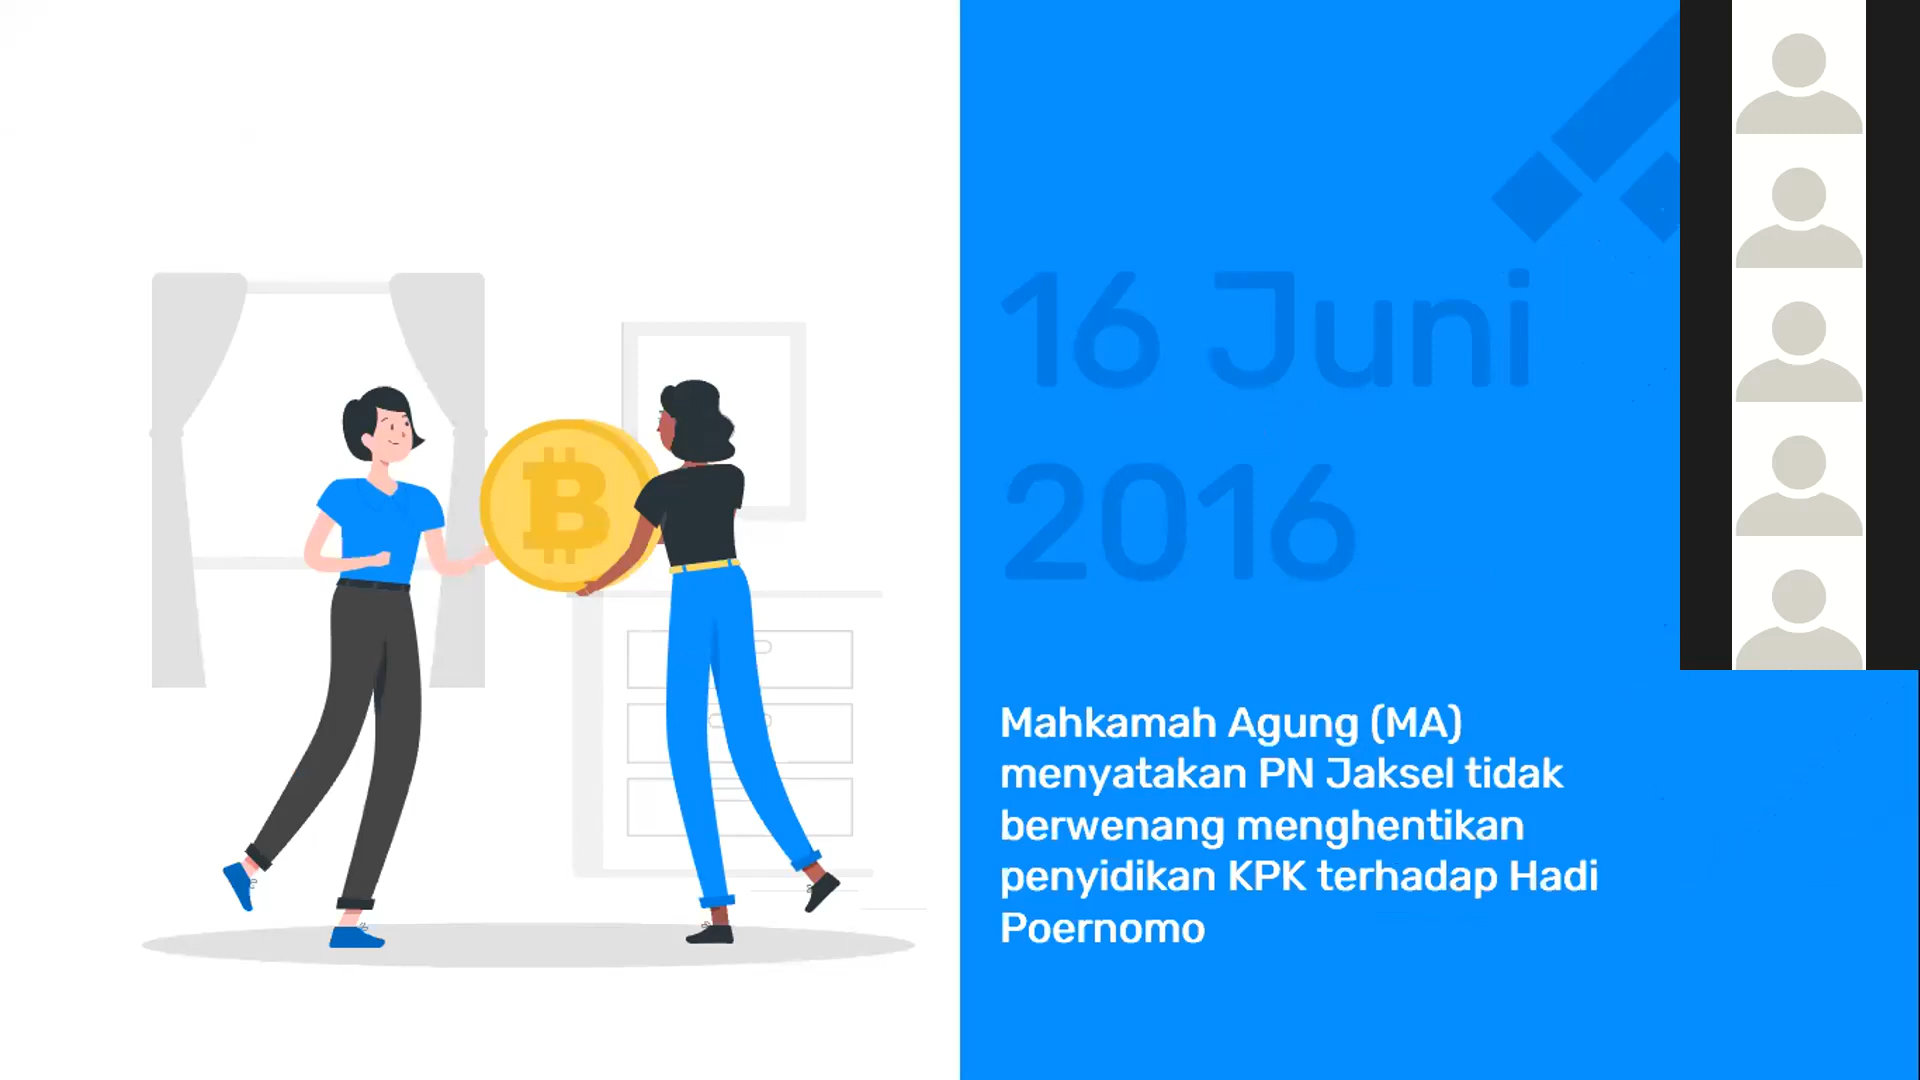 16 Juni
2016
Mahkamah Agung (MA)
menyatakan PN Jaksel tidak
berwenang menghentikan
penyidikan KPK terhadap Hadi
Poernomo